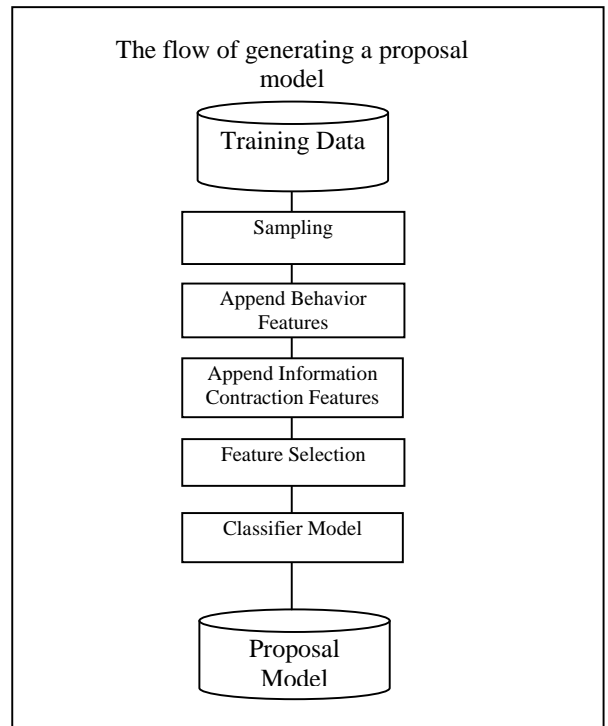 The flow of generating a proposal
model
Training Data
Sampling
Append Behavior
Features
Append Information
Contraction Features
Feature Selection
Classifier Model
Proposal
Model